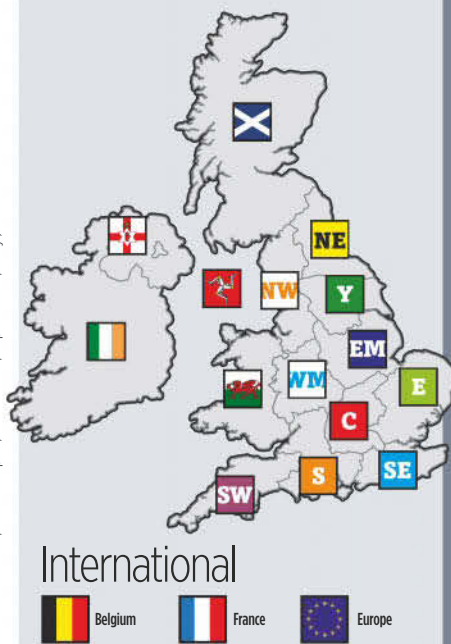 NE
NW
Y
EM
WM
E
C
S
SE
SW
International
Belgium France Europe